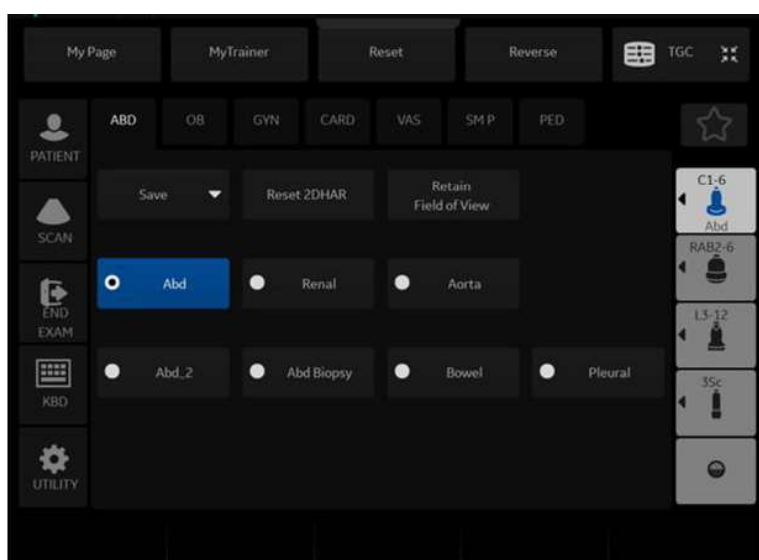 My Page
MyTrainer
Reset
Reverse
TGC
PATIENT
SCAN
END
EXAM
KBD
UTILITY
ABD
OB
GYN
CARD
VAS
SM P
PED
Save
Reset 2DHAR
Retain
Field of View
Abd
Renal
Aorta
Abd_2
Abd Biopsy
Bowel
Pleural
C1-6
Abd
RAB2-6
L3-12
3Sc